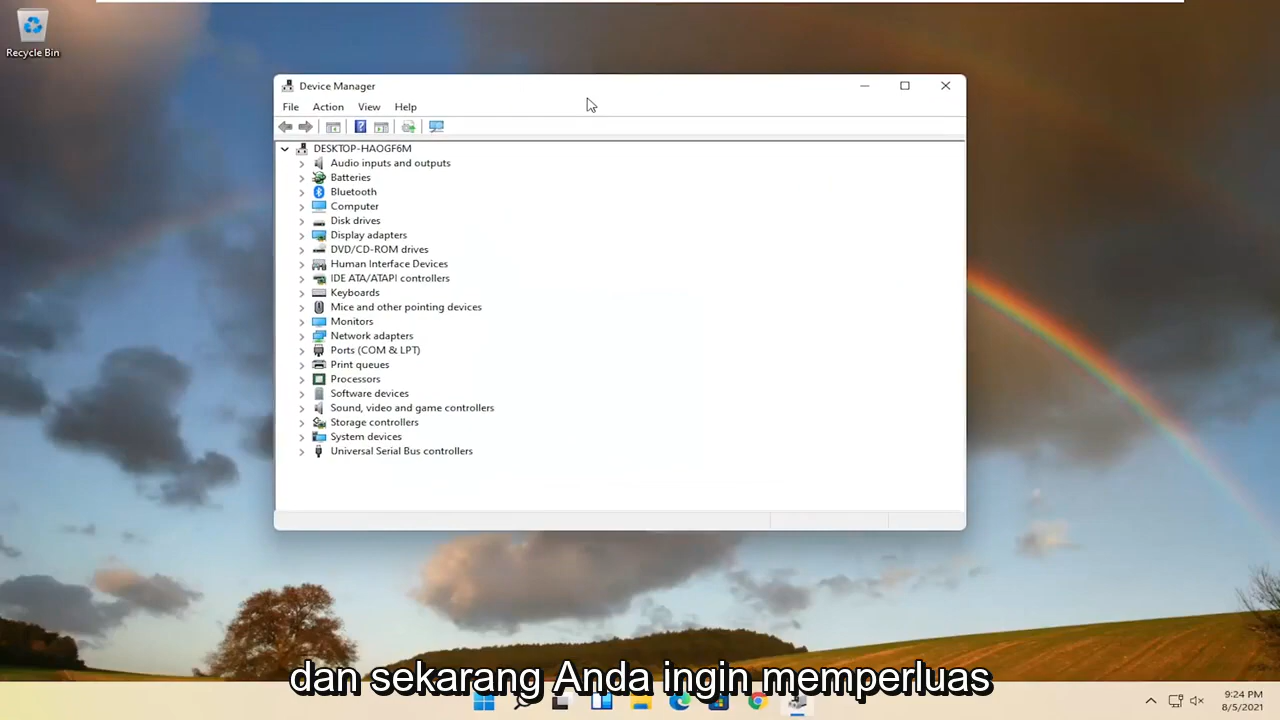 Recycle Bin
Device Manager
File Action View Help
DESKTOP-HAOGF6M
Audio inputs and outputs
Batteries
Bluetooth
Computer
Disk drives
Display adapters
DVD/CD-ROM drives
Human Interface Devices
IDE ATA/ATAPI controllers
Keyboards
Mice and other pointing devices
Monitors
Network adapters
Ports (COM & LPT)
Print queues
Processors
Software devices
Sound, video and game controllers
Storage controllers
System devices
Universal Serial Bus controllers
dan sekarang Anda ingin memperluas
9:24 PM
8/5/2021